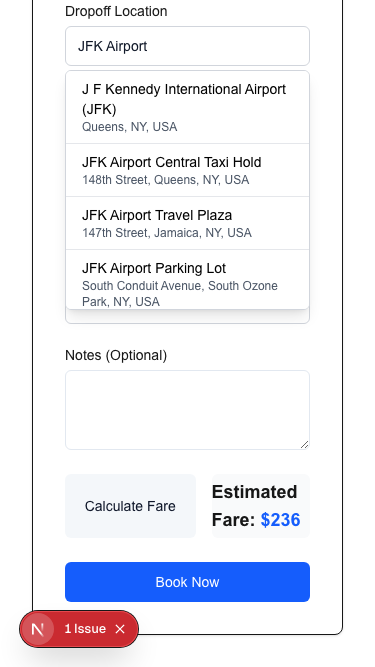 Dropoff Location
JFK Airport
J F Kennedy International Airport
(JFK)
Queens, NY, USA
JFK Airport Central Taxi Hold
148th Street, Queens, NY, USA
JFK Airport Travel Plaza
147th Street, Jamaica, NY, USA
JFK Airport Parking Lot
South Conduit Avenue, South Ozone
Park, NY, USA
Notes (Optional)
Calculate Fare
Estimated
Fare: $236
Book Now
N
1 Issue